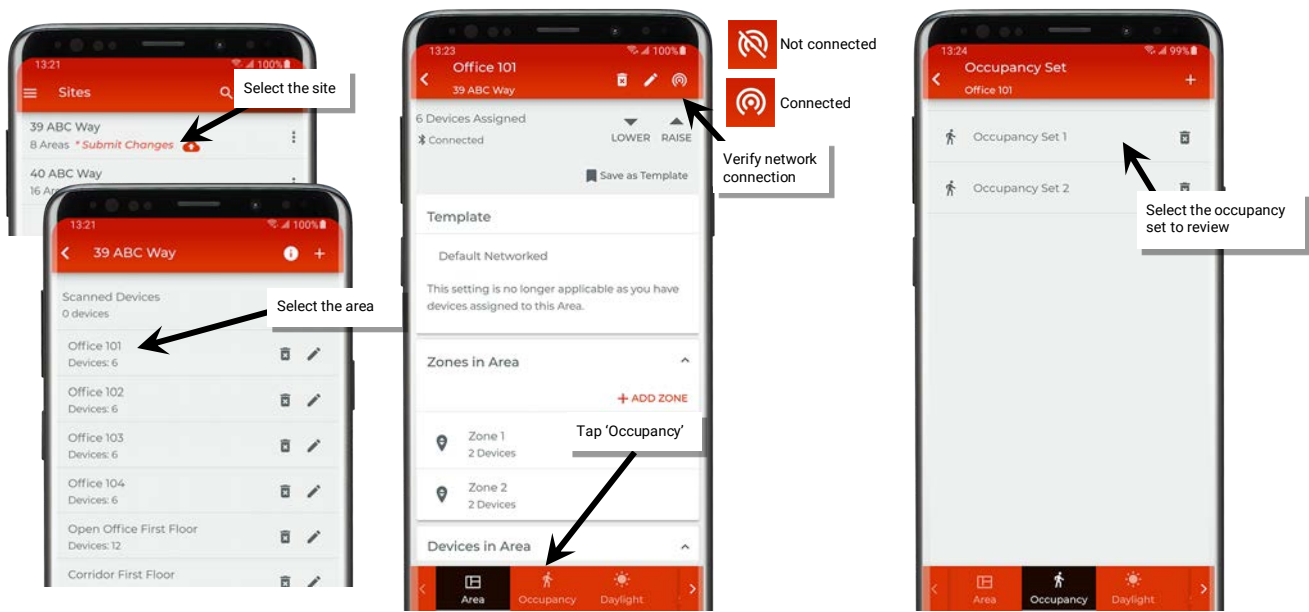 13:21
100%
Sites
Select the site
39 ABC Way
8 Areas * Submit Changes
40 ABC Way
16
13:21
100%
39 ABC Way
Scanned Devices
0 devices
Select the area
Office 101
Devices: 6
Office 102
Devices: 6
Office 103
Devices: 6
Office 104
Devices: 6
Open Office First Floor
Devices: 12
Corridor First Floor
13:23
100%
Office 101
39 ABC Way
Not connected
Connected
6 Devices Assigned
Connected
LOWER RAISE
Verify network
connection
Save as Template
Template
Default Networked
This setting is no longer applicable as you have
devices assigned to this Area.
Zones in Area
+ ADD ZONE
Zone 1
2 Devices
Tap ‘Occupancy’
Zone 2
2 Devices
Devices in Area
Area Occupancy Daylight
13:24
99%
Occupancy Set
Office 101
Occupancy Set 1
Occupancy Set 2
Select the occupancy
set to review
Area Occupancy Daylight